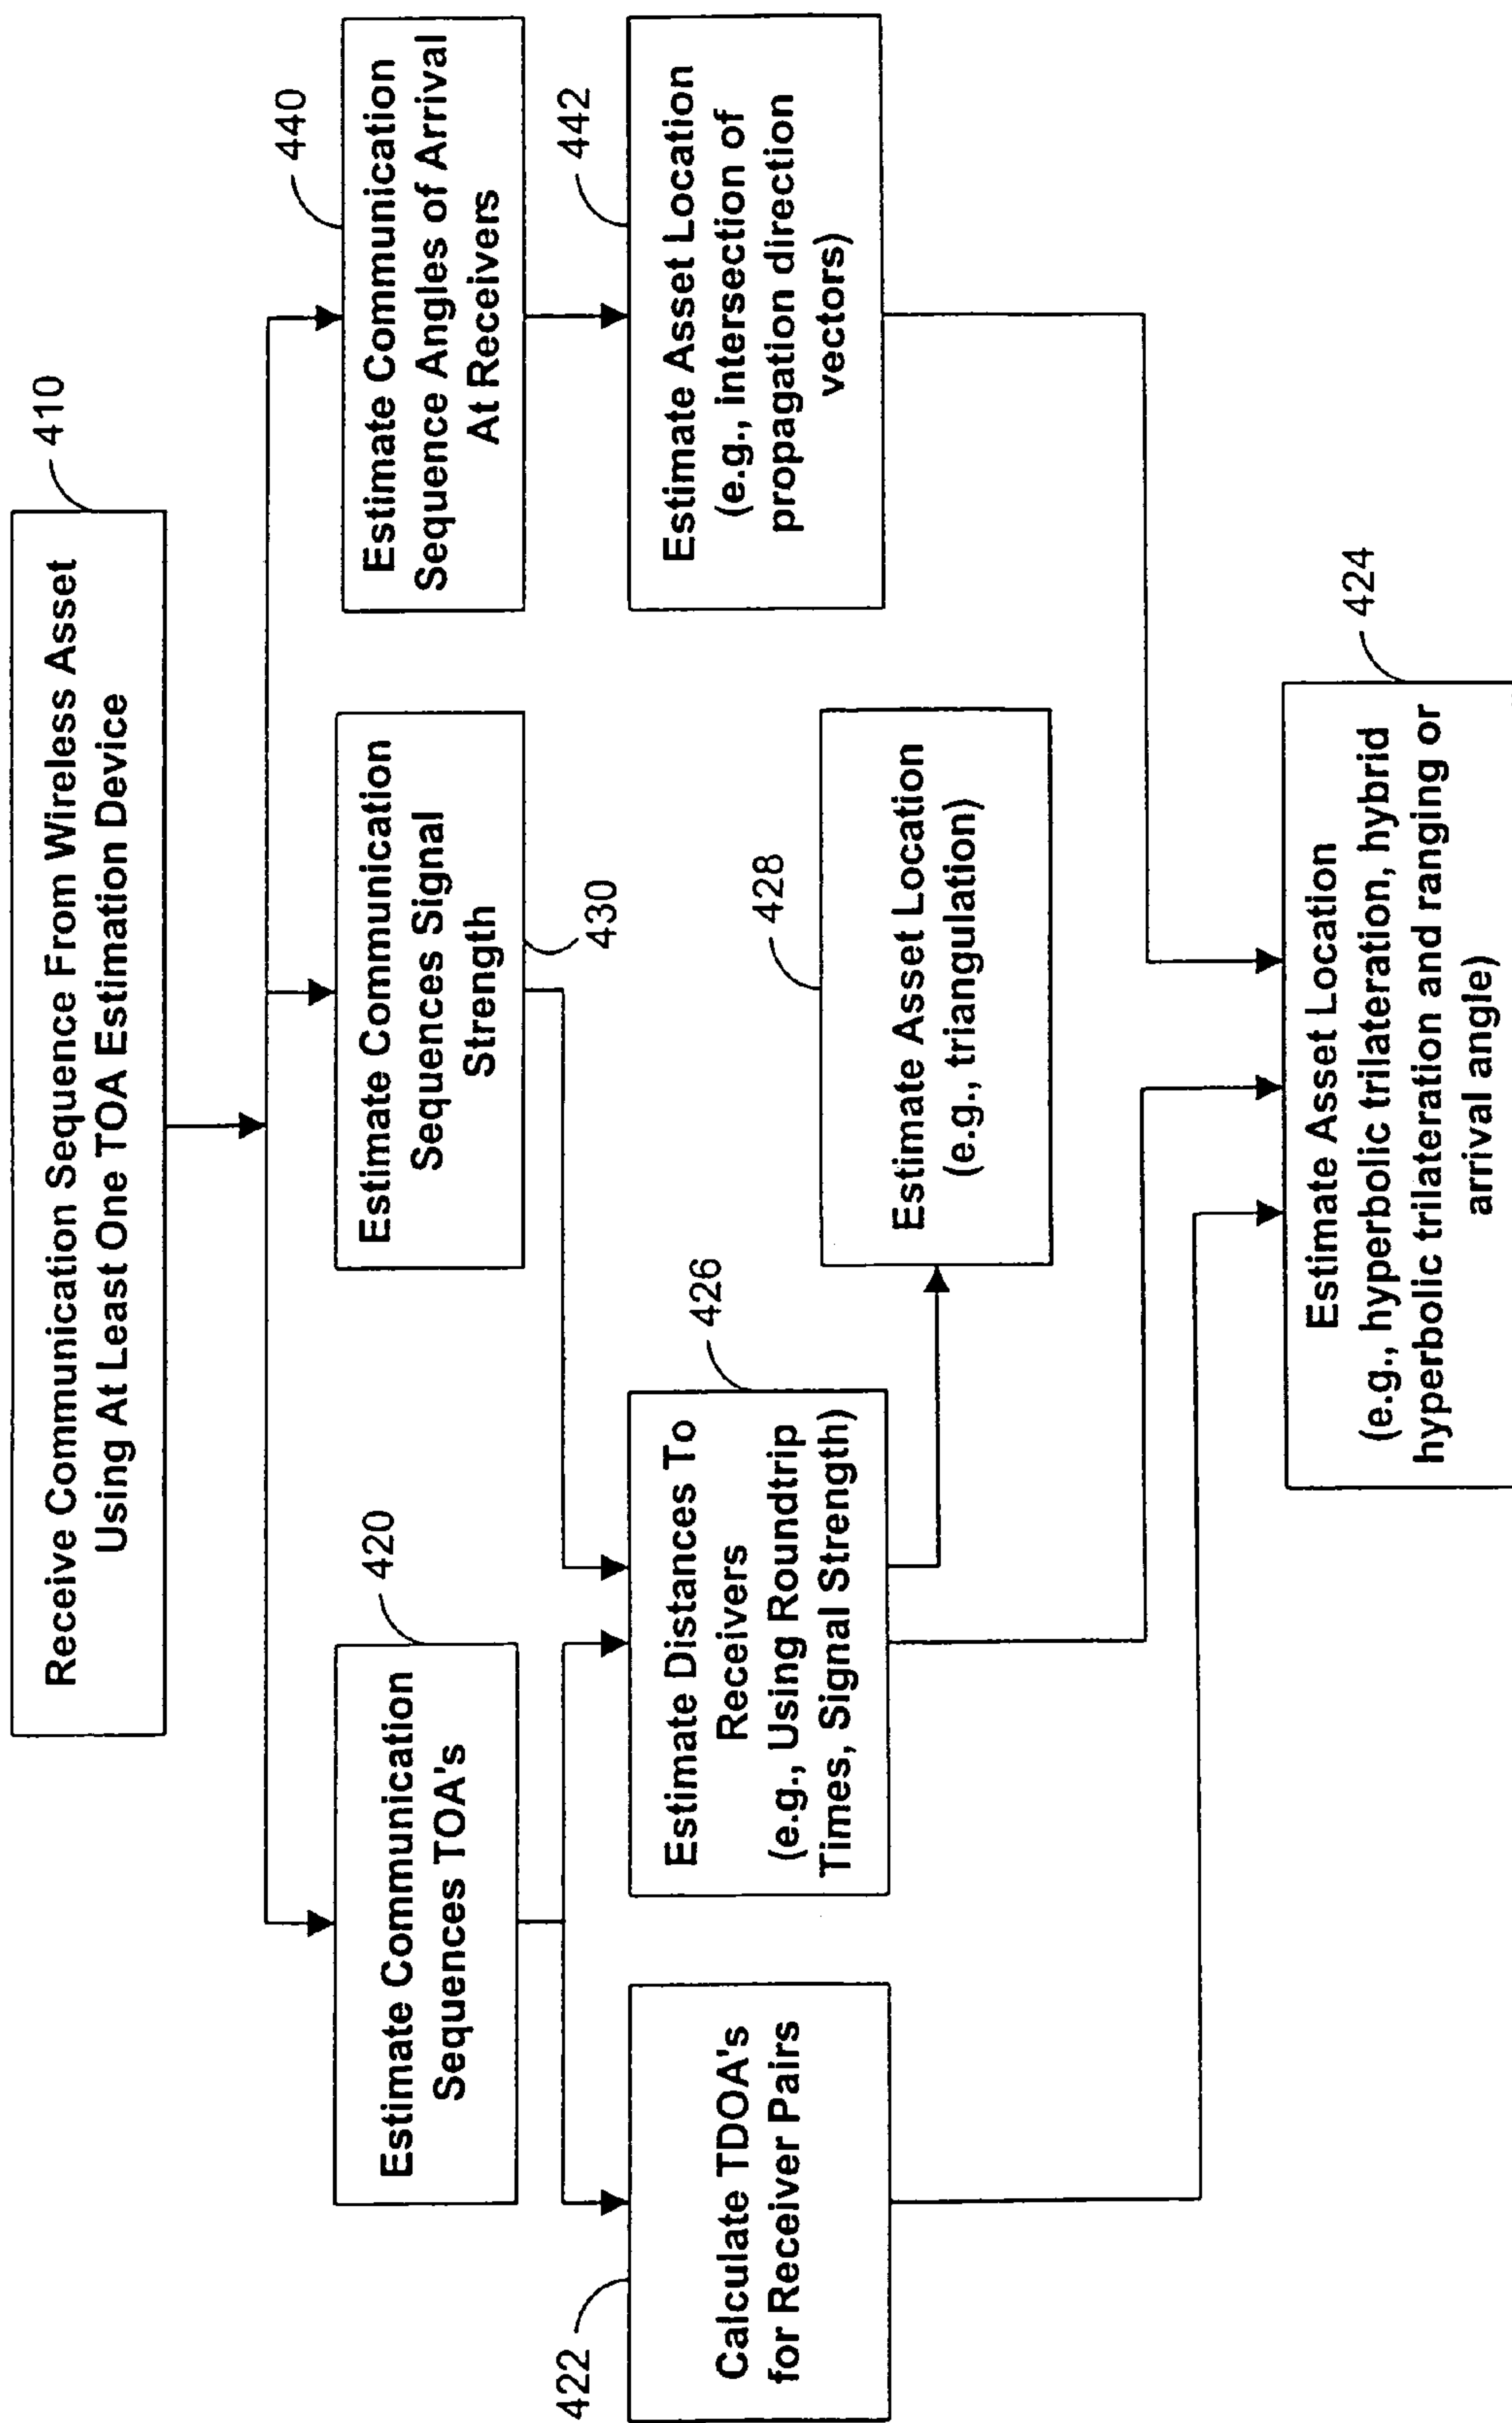 Receive Communication Sequence From Wireless Asset
Using At Least One TOA Estimation Device
410
Estimate Communication
Sequences TOA's
420
Estimate Communication
Sequences Signal
Strength
430
Estimate Communication
Sequence Angles of Arrival
At Receivers
440
422
Calculate TDOA's
for Receiver Pairs
Estimate Distances To
Receivers
(e.g., Using Roundtrip
Times, Signal Strength)
426
Estimate Asset Location
(e.g., triangulation)
428
Estimate Asset Location
(e.g., intersection of
propagation direction
vectors)
442
Estimate Asset Location
(e.g., hyperbolic trilateration, hybrid
hyperbolic trilateration and ranging or
arrival angle)
424